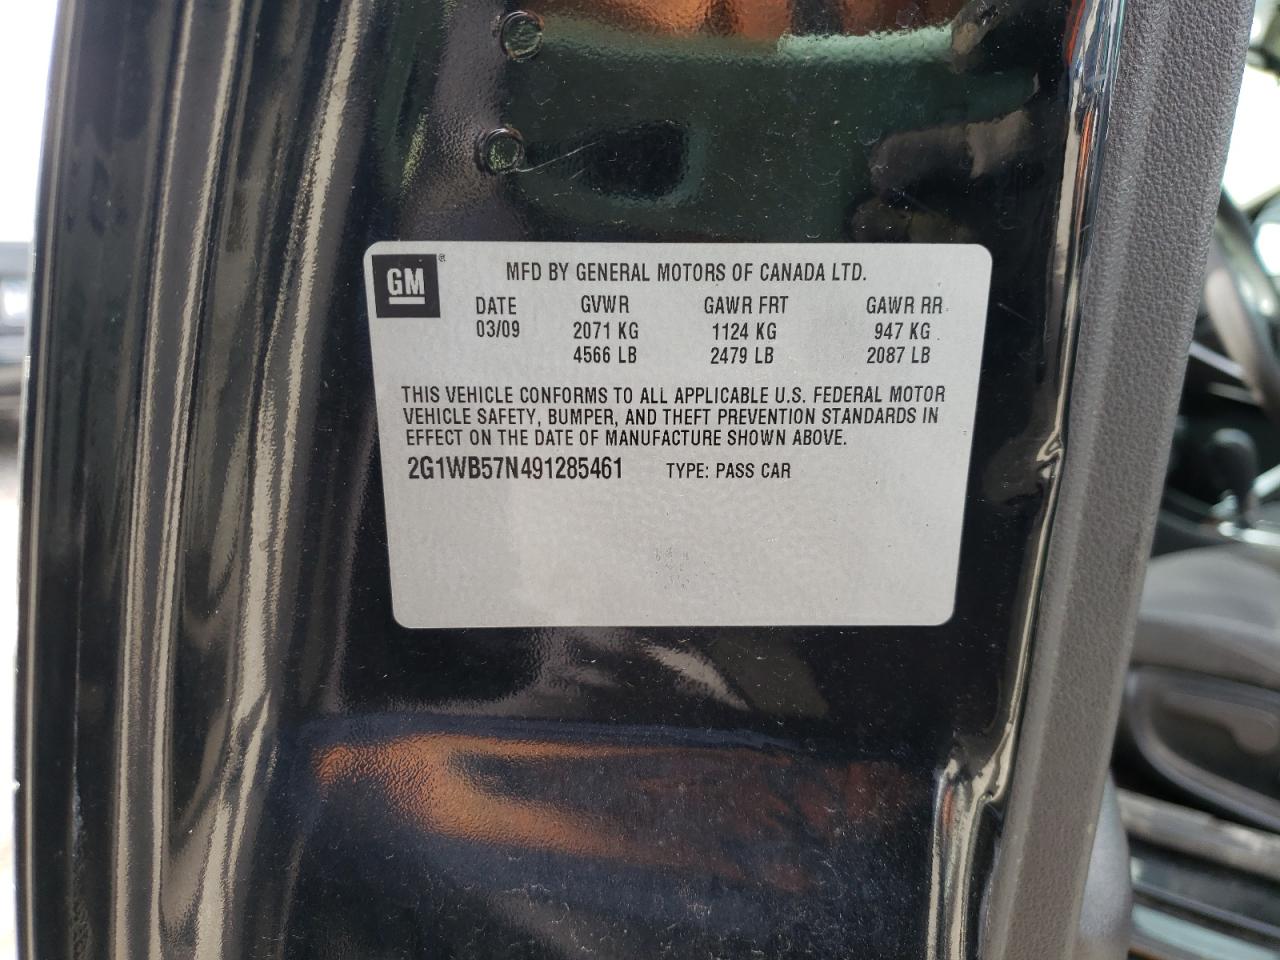 GM ®
MFD BY GENERAL MOTORS OF CANADA LTD.
DATE GVWR GAWR FRT GAWR RR
03/09 2071 KG 1124 KG 947 KG
4566 LB 2479 LB 2087 LB
THIS VEHICLE CONFORMS TO ALL APPLICABLE U.S. FEDERAL MOTOR
VEHICLE SAFETY, BUMPER, AND THEFT PREVENTION STANDARDS IN
EFFECT ON THE DATE OF MANUFACTURE SHOWN ABOVE.
2G1WB57N491285461 TYPE: PASS CAR